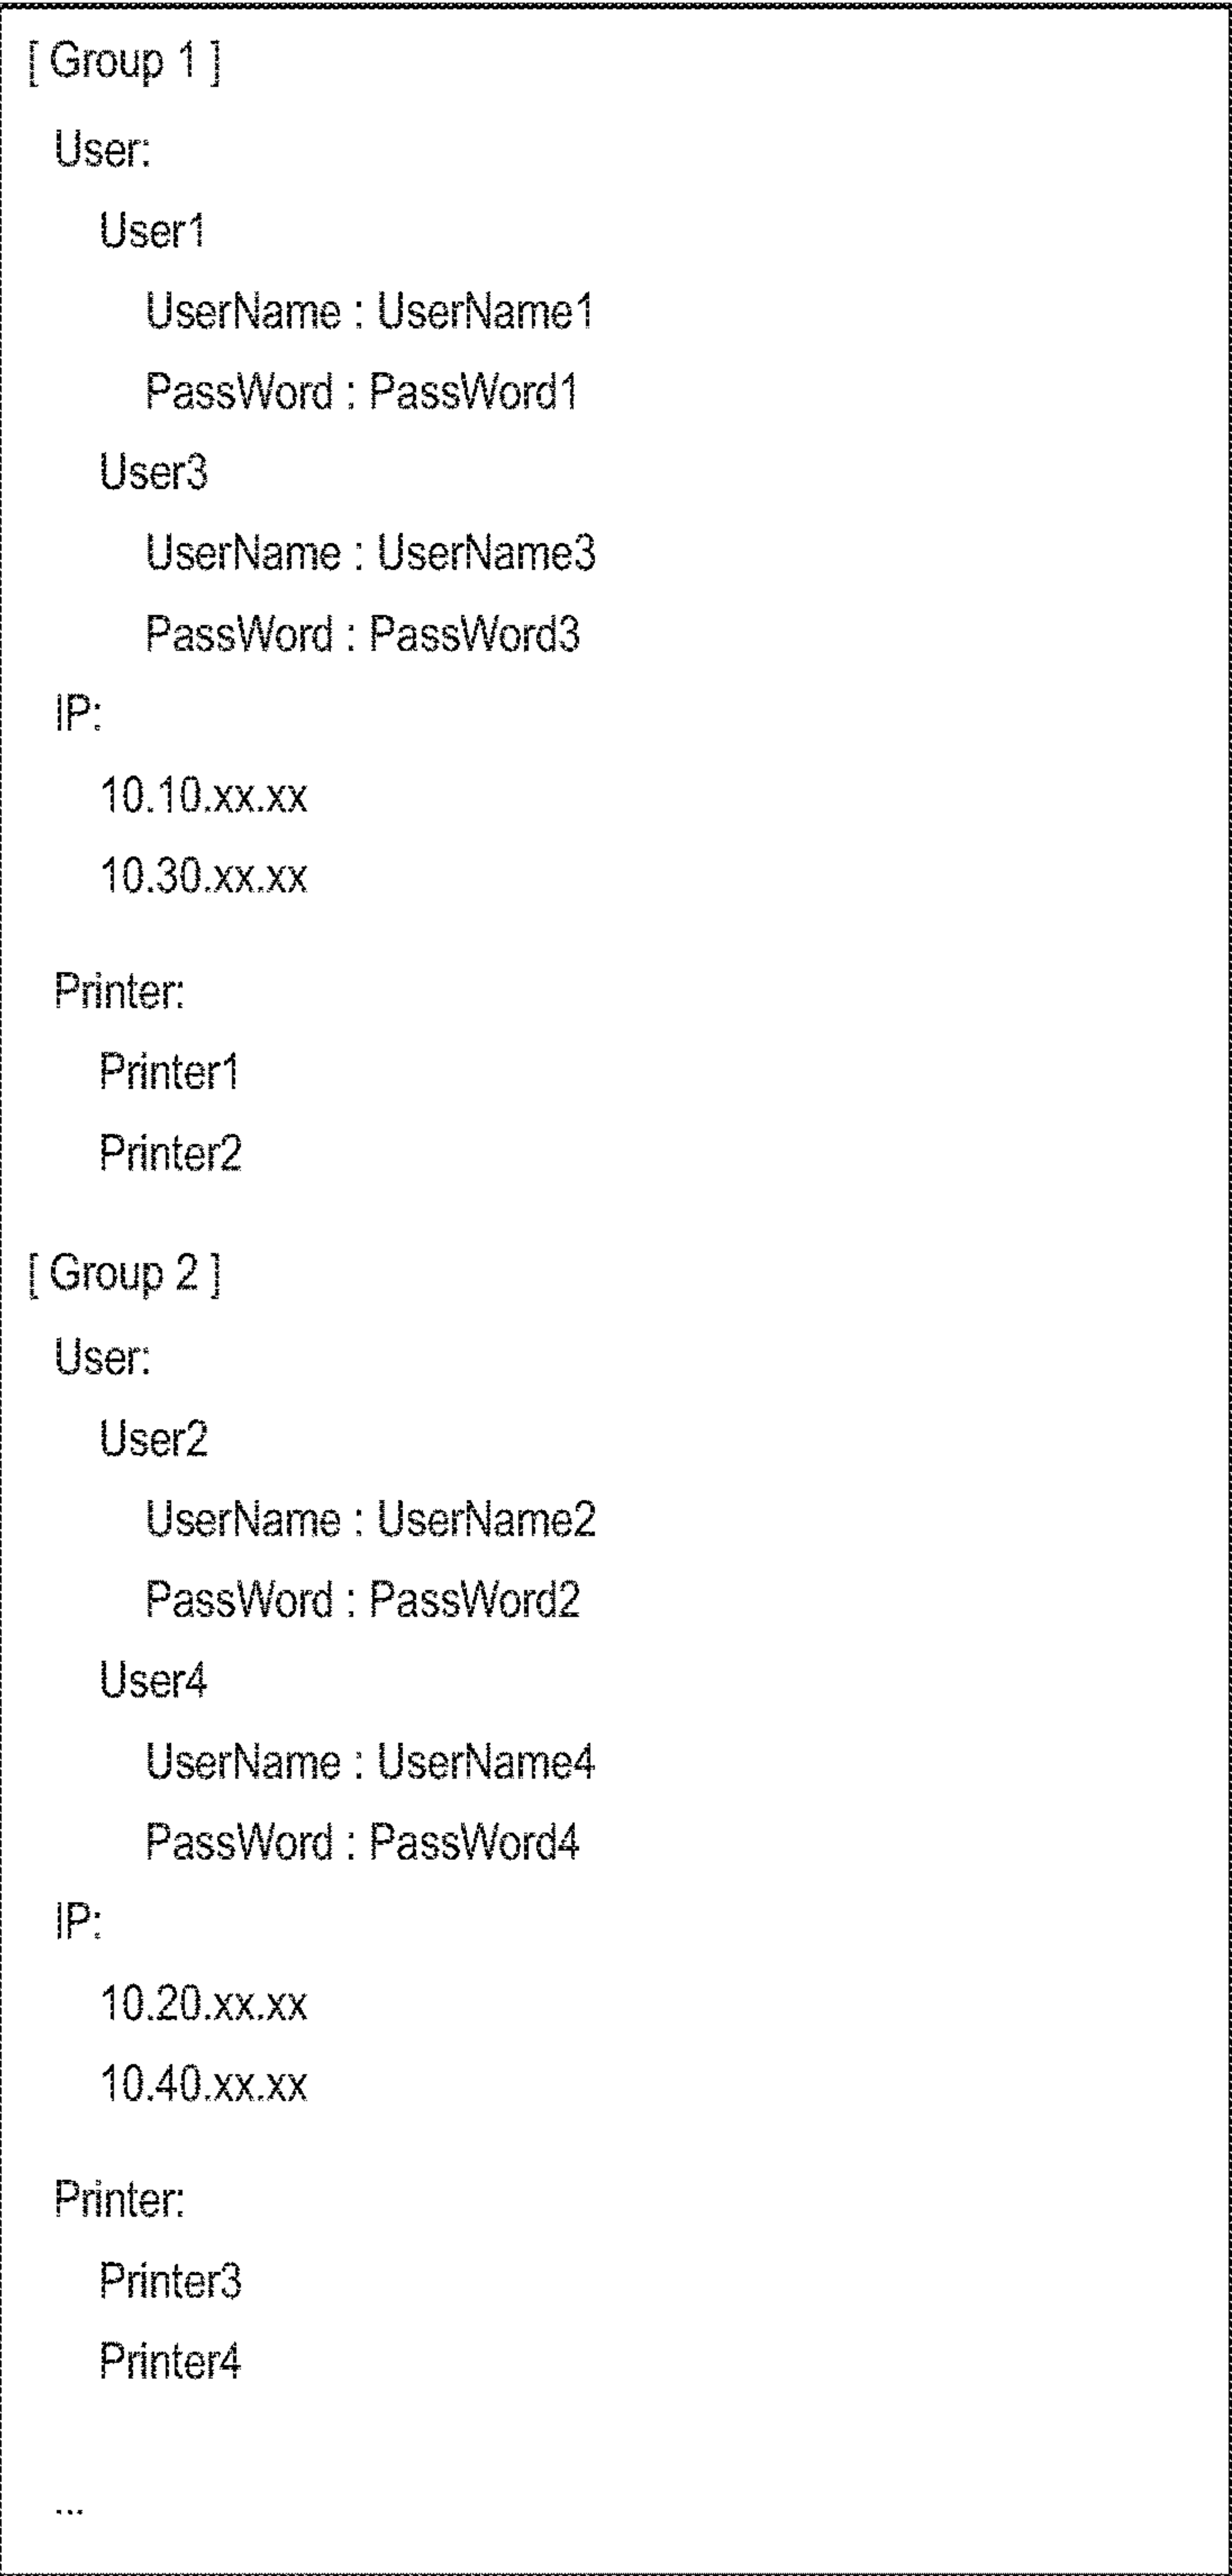 [ Group 1 ]
User:
User1
UserName : UserName1
PassWord : PassWord1
User3
UserName : UserName3
PassWord : PassWord3
IP:
10.10.xx.xx
10.30.xx.xx
Printer:
Printer1
Printer2
[ Group 2 ]
User:
User2
UserName : UserName2
PassWord : PassWord2
User4
UserName : UserName4
PassWord : PassWord4
IP:
10.20.xx.xx
10.40.xx.xx
Printer:
Printer3
Printer4
...